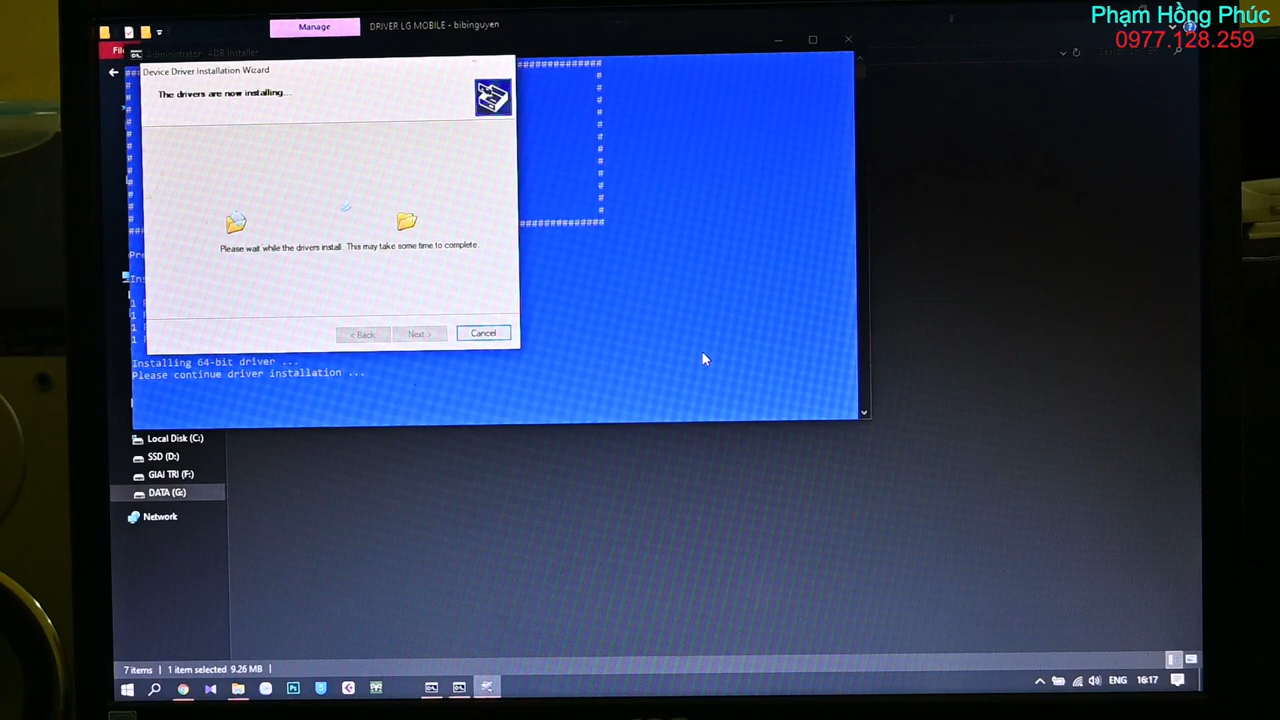 Phạm Hồng Phúc
0977.128.259
Manage
DRIVER LG MOBILE - bibinguyen
Administrator: ADB Installer
Device Driver Installation Wizard
The drivers are now installing...
Please wait while the drivers install. This may take some time to complete.
< Back
Next >
Cancel
Installing 64-bit driver ...
Please continue driver installation ...
Local Disk (C:)
SSD (D:)
GIAI TRI (F:)
DATA (G:)
Network
7 items
1 item selected 9.26 MB
ENG
16:17